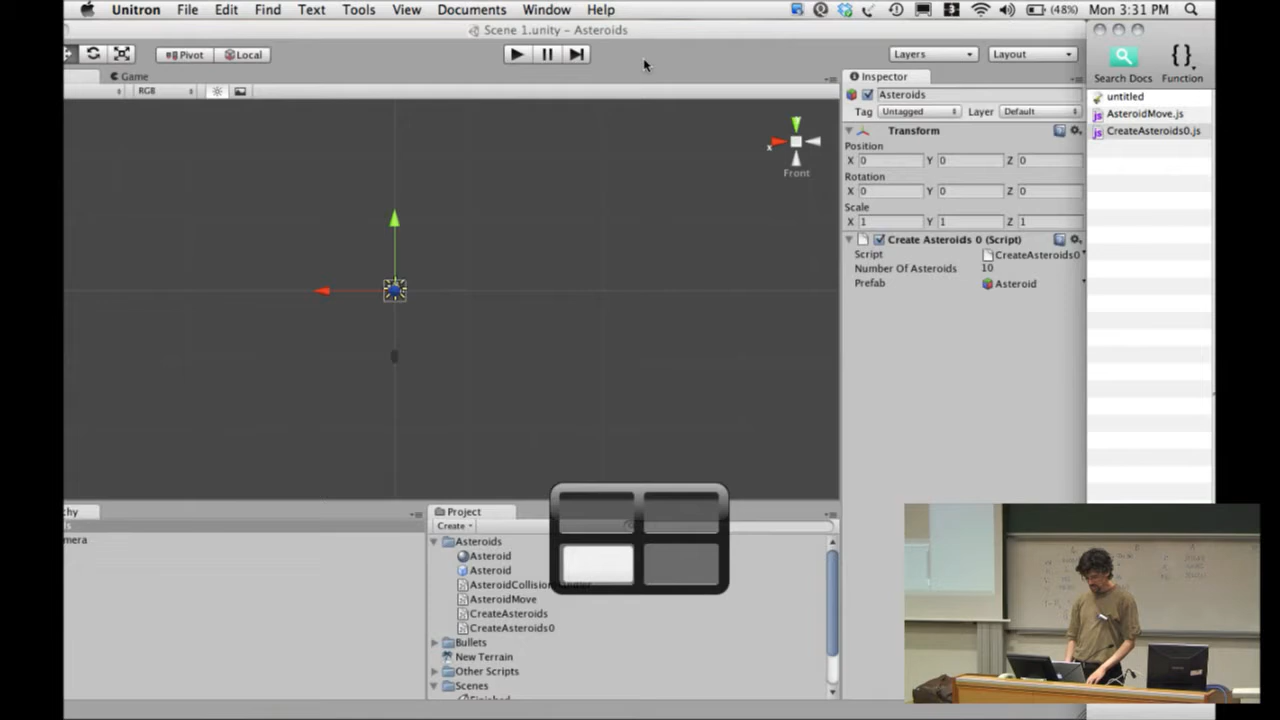 Unitron File Edit Find Text Tools View Documents Window Help (48%) Mon 3:31 PM
Scene 1.unity – Asteroids
Pivot Local Layers Layout
Search Docs Function
Game
RGB
Inspector
Asteroids
Tag Untagged Layer Default
Transform
Position
X 0 Y 0 Z 0
Rotation
X 0 Y 0 Z 0
Scale
X 1 Y 1 Z 1
Create Asteroids 0 (Script)
Script CreateAsteroids0
Number Of Asteroids 10
Prefab Asteroid
untitled
AsteroidMove.js
CreateAsteroids0.js
x
Front
hy
mera
Project
Create
Asteroids
Asteroid
Asteroid
AsteroidMove
CreateAsteroids
CreateAsteroids0
Bullets
New Terrain
Other Scripts
Scenes